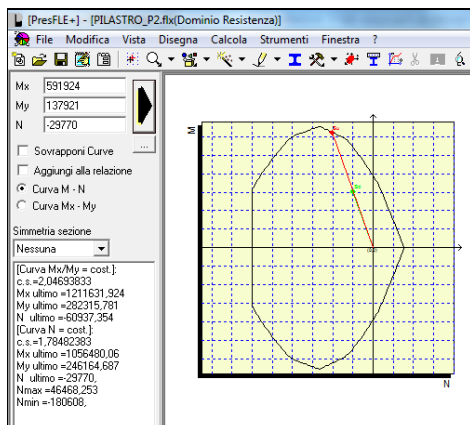 [PresFLE+] - [PILASTRO_P2.flx(Dominio Resistenza)]
File Modifica Vista Disegna Calcola Strumenti Finestra ?
Mx 591924
My 137921
N -29770
...
Sovrapponi Curve
Aggiungi alla relazione
Curva M - N
Curva Mx - My
Simmetria sezione
Nessuna
[Curva Mx/My = cost.]:
c.s.=2,04693833
Mx ultimo =1211631,924
My ultimo =282315,781
N ultimo =-60937,354
[Curva N = cost.]:
c.s.=1,78482383
Mx ultimo =1056480,06
My ultimo =246164,687
N ultimo =-29770,
Nmax =46468,253
Nmin =-180608,
M
N